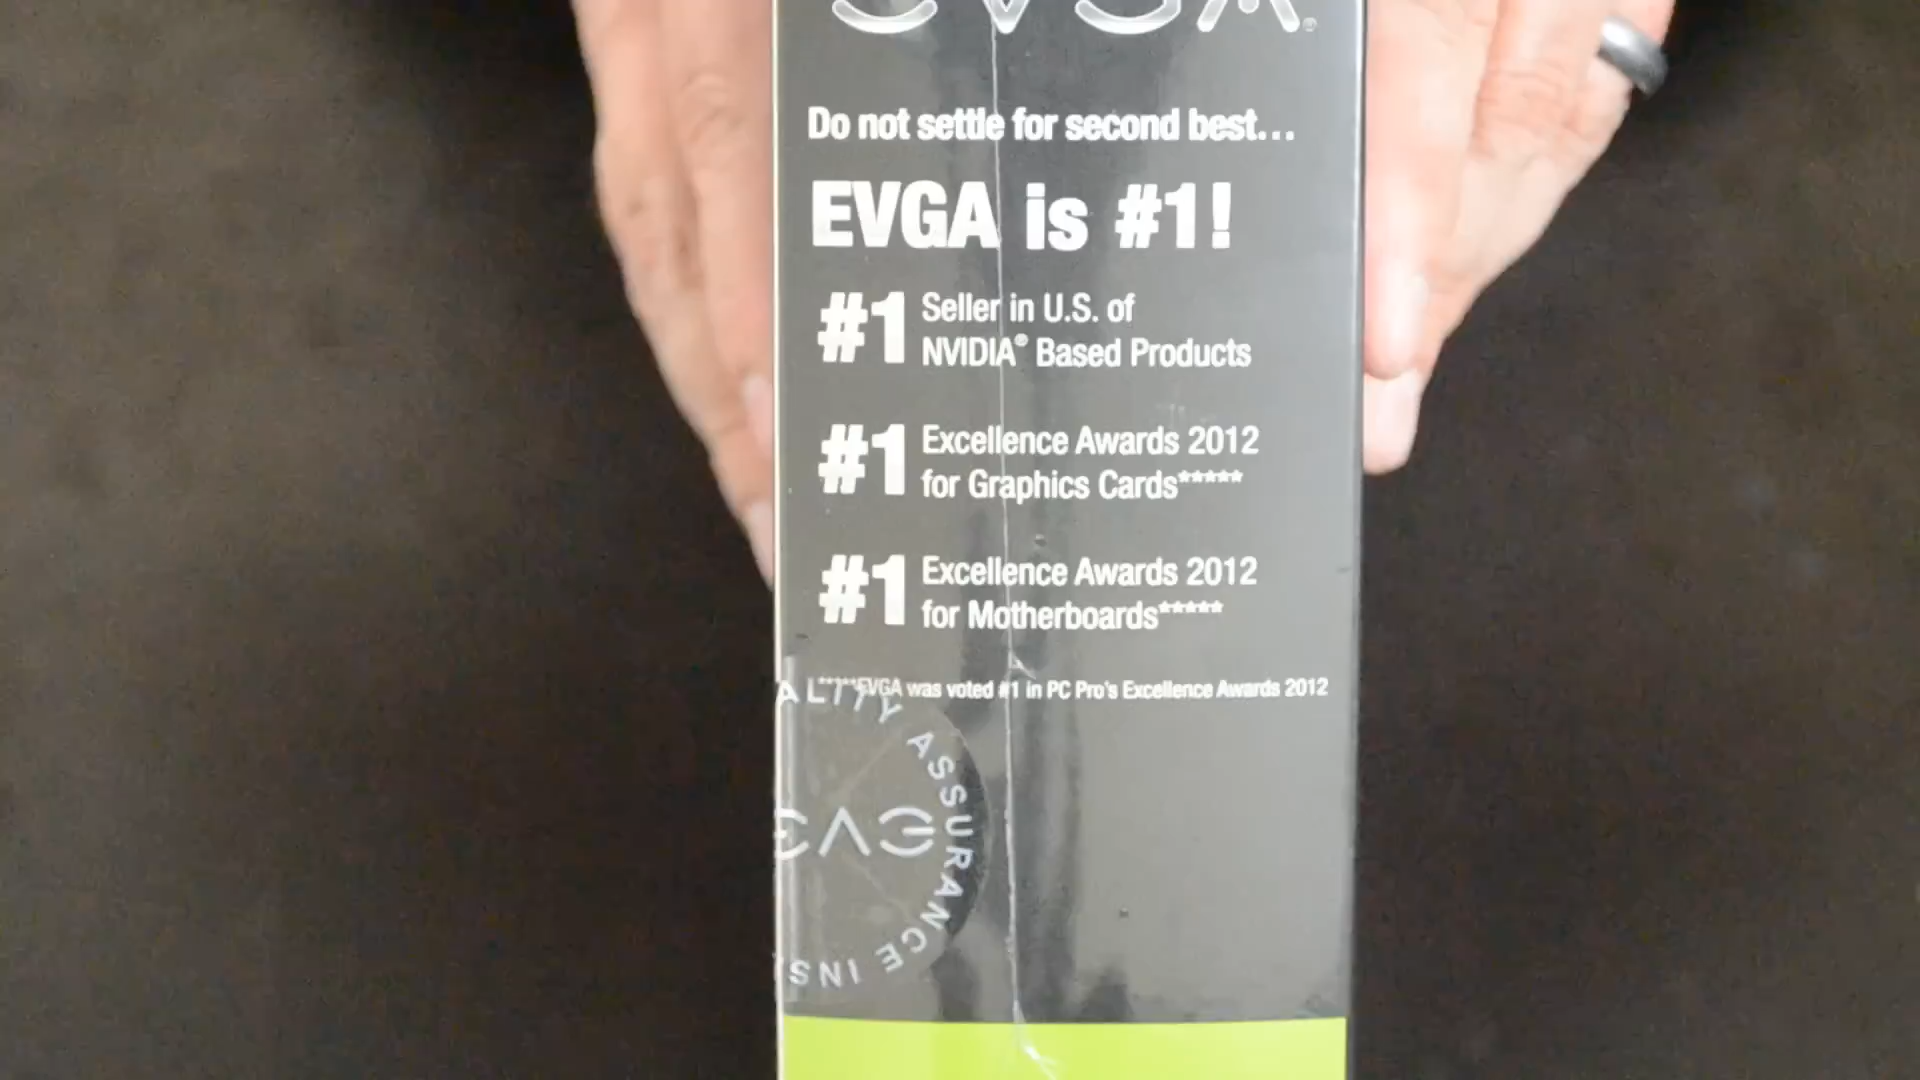 EVGA
Do not settle for second best...
EVGA is #1!
#1 Seller in U.S. of
NVIDIA® Based Products
#1 Excellence Awards 2012
for Graphics Cards*****
#1 Excellence Awards 2012
for Motherboards*****
*****EVGA was voted #1 in PC Pro's Excellence Awards 2012
ALITY ASSURANCE INS